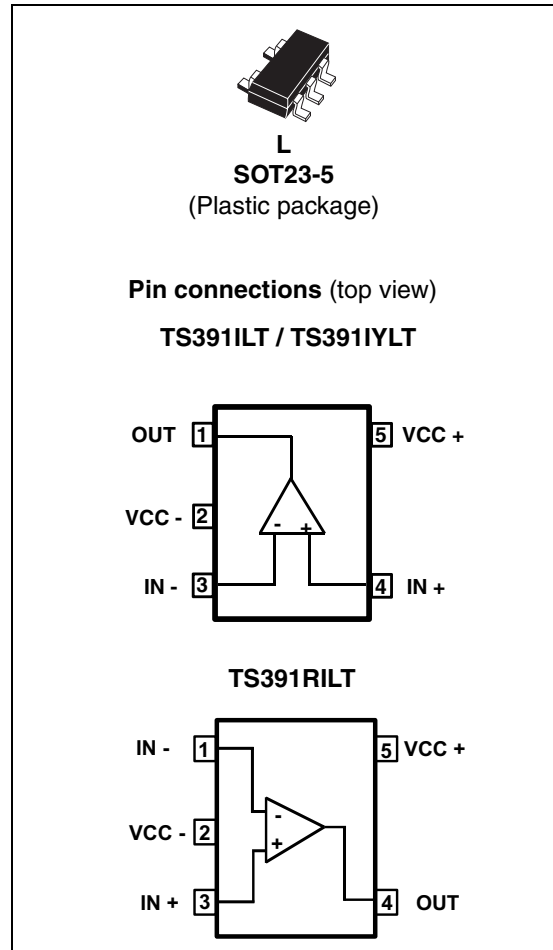 L
SOT23-5
(Plastic package)
Pin connections (top view)
TS391ILT / TS391IYLT
OUT 1 5 VCC +
- +
VCC - 2
IN - 3 4 IN +
TS391RILT
IN - 1 5 VCC +
-
VCC - 2
+
IN + 3 4 OUT